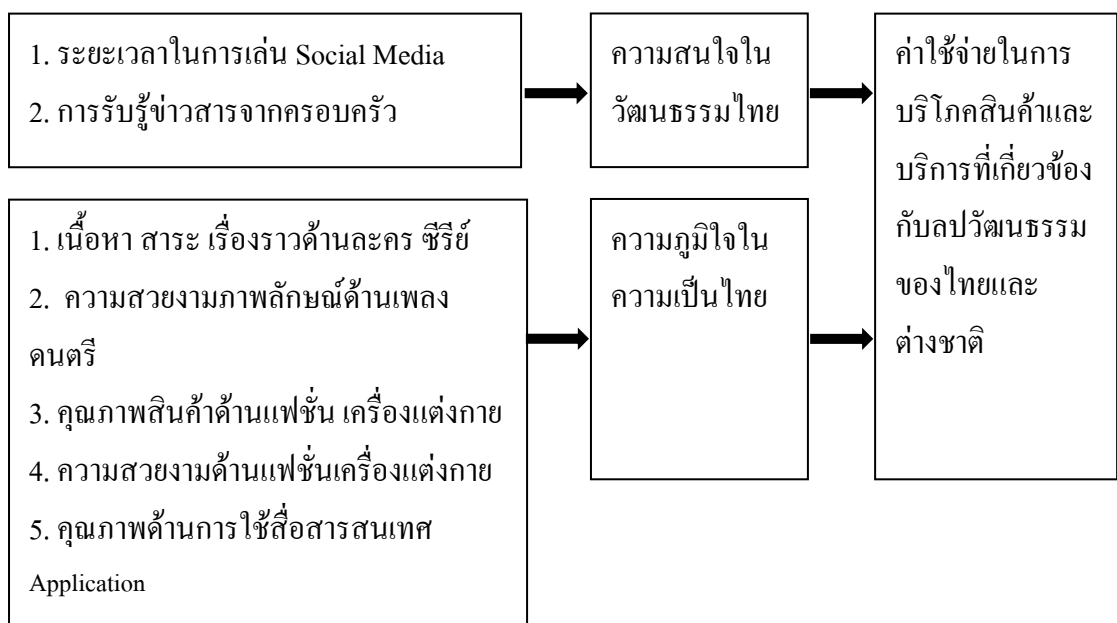 1. ระยะเวลาในการเล่น Social Media
2. การรับรู้ข่าวสารจากครอบครัว
ความสนใจใน
วัฒนธรรมไทย
ค่าใช้จ่ายในการ
บริโภคสินค้าและ
บริการที่เกี่ยวข้อง
กับลปวัฒนธรรม
ของไทยและ
ต่างชาติ
1. เนื้อหา สาระ เรื่องราวด้านละคร ซีรีย์
2. ความสวยงามภาพลักษณ์ด้านเพลง
ดนตรี
3. คุณภาพสินค้าด้านแฟชั่น เครื่องแต่งกาย
4. ความสวยงามด้านแฟชั่นเครื่องแต่งกาย
5. คุณภาพด้านการใช้สื่อสารสนเทศ
Application
ความภูมิใจใน
ความเป็นไทย